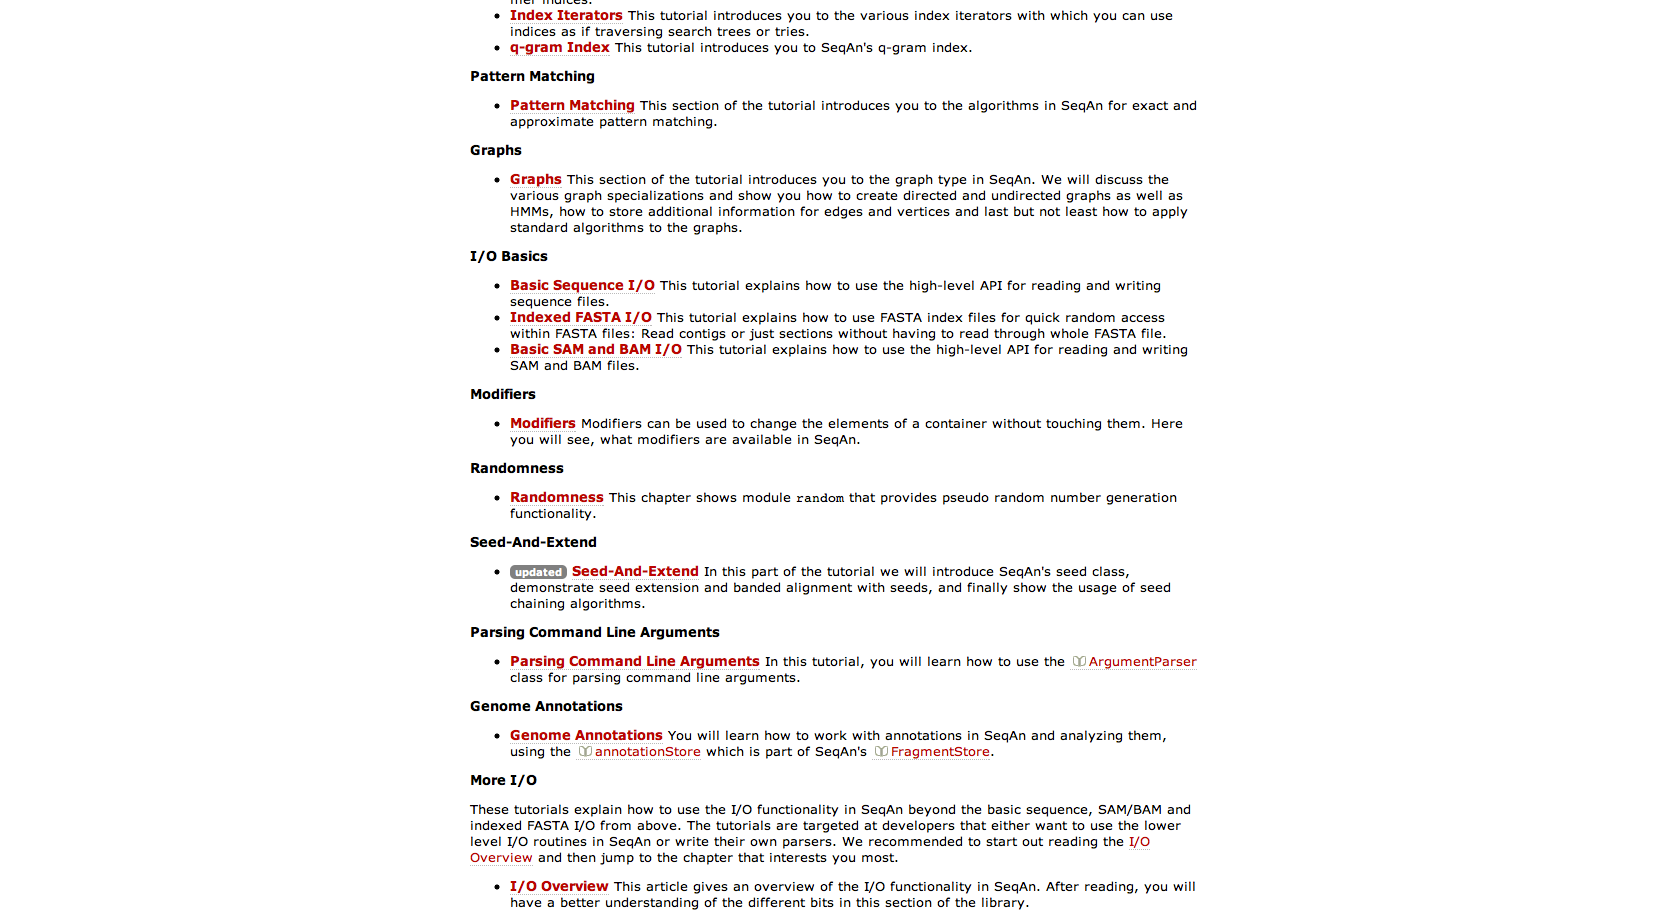 mer indices.
Index Iterators This tutorial introduces you to the various index iterators with which you can use
indices as if traversing search trees or tries.
q-gram Index This tutorial introduces you to SeqAn's q-gram index.
Pattern Matching
Pattern Matching This section of the tutorial introduces you to the algorithms in SeqAn for exact and
approximate pattern matching.
Graphs
Graphs This section of the tutorial introduces you to the graph type in SeqAn. We will discuss the
various graph specializations and show you how to create directed and undirected graphs as well as
HMMs, how to store additional information for edges and vertices and last but not least how to apply
standard algorithms to the graphs.
I/O Basics
Basic Sequence I/O This tutorial explains how to use the high-level API for reading and writing
sequence files.
Indexed FASTA I/O This tutorial explains how to use FASTA index files for quick random access
within FASTA files: Read contigs or just sections without having to read through whole FASTA file.
Basic SAM and BAM I/O This tutorial explains how to use the high-level API for reading and writing
SAM and BAM files.
Modifiers
Modifiers Modifiers can be used to change the elements of a container without touching them. Here
you will see, what modifiers are available in SeqAn.
Randomness
Randomness This chapter shows module random that provides pseudo random number generation
functionality.
Seed-And-Extend
updated Seed-And-Extend In this part of the tutorial we will introduce SeqAn's seed class,
demonstrate seed extension and banded alignment with seeds, and finally show the usage of seed
chaining algorithms.
Parsing Command Line Arguments
Parsing Command Line Arguments In this tutorial, you will learn how to use the ArgumentParser
class for parsing command line arguments.
Genome Annotations
Genome Annotations You will learn how to work with annotations in SeqAn and analyzing them,
using the annotationStore which is part of SeqAn's FragmentStore.
More I/O
These tutorials explain how to use the I/O functionality in SeqAn beyond the basic sequence, SAM/BAM and
indexed FASTA I/O from above. The tutorials are targeted at developers that either want to use the lower
level I/O routines in SeqAn or write their own parsers. We recommended to start out reading the I/O
Overview and then jump to the chapter that interests you most.
I/O Overview This article gives an overview of the I/O functionality in SeqAn. After reading, you will
have a better understanding of the different bits in this section of the library.